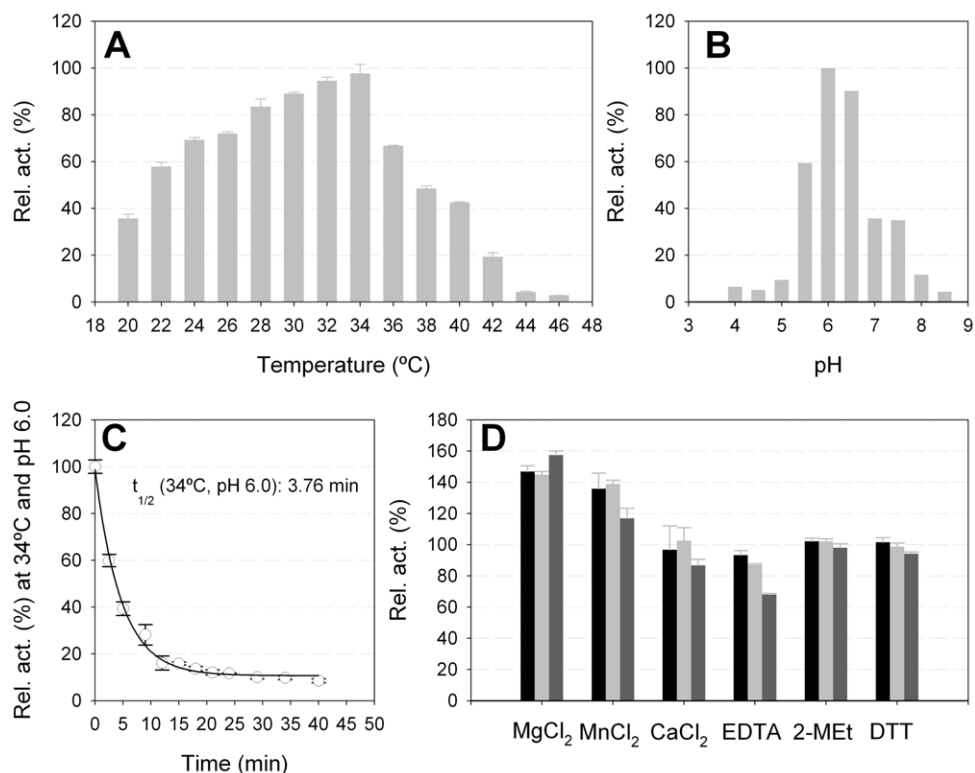 A
Rel. act. (%)
120
100
80
60
40
20
0
18 20 22 24 26 28 30 32 34 36 38 40 42 44 46 48
Temperature (ºC)
B
Rel. act. (%)
120
100
80
60
40
20
0
3 4 5 6 7 8 9
pH
C
Rel. act. (%) at 34ºC and pH 6.0
120
100
80
60
40
20
0
t1/2 (34ºC, pH 6.0): 3.76 min
0 5 10 15 20 25 30 35 40 45 50
Time (min)
D
Rel. act. (%)
180
160
140
120
100
80
60
40
20
0
MgCl2 MnCl2 CaCl2 EDTA 2-MEt DTT